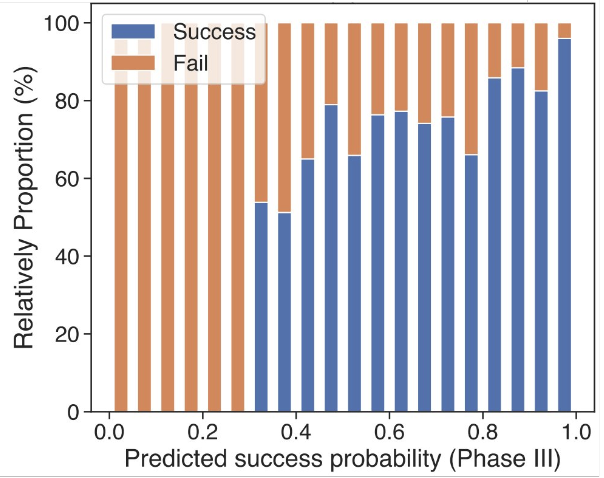 Success
Fail
Relatively Proportion (%)
100
80
60
40
20
0
0.0 0.2 0.4 0.6 0.8 1.0
Predicted success probability (Phase III)